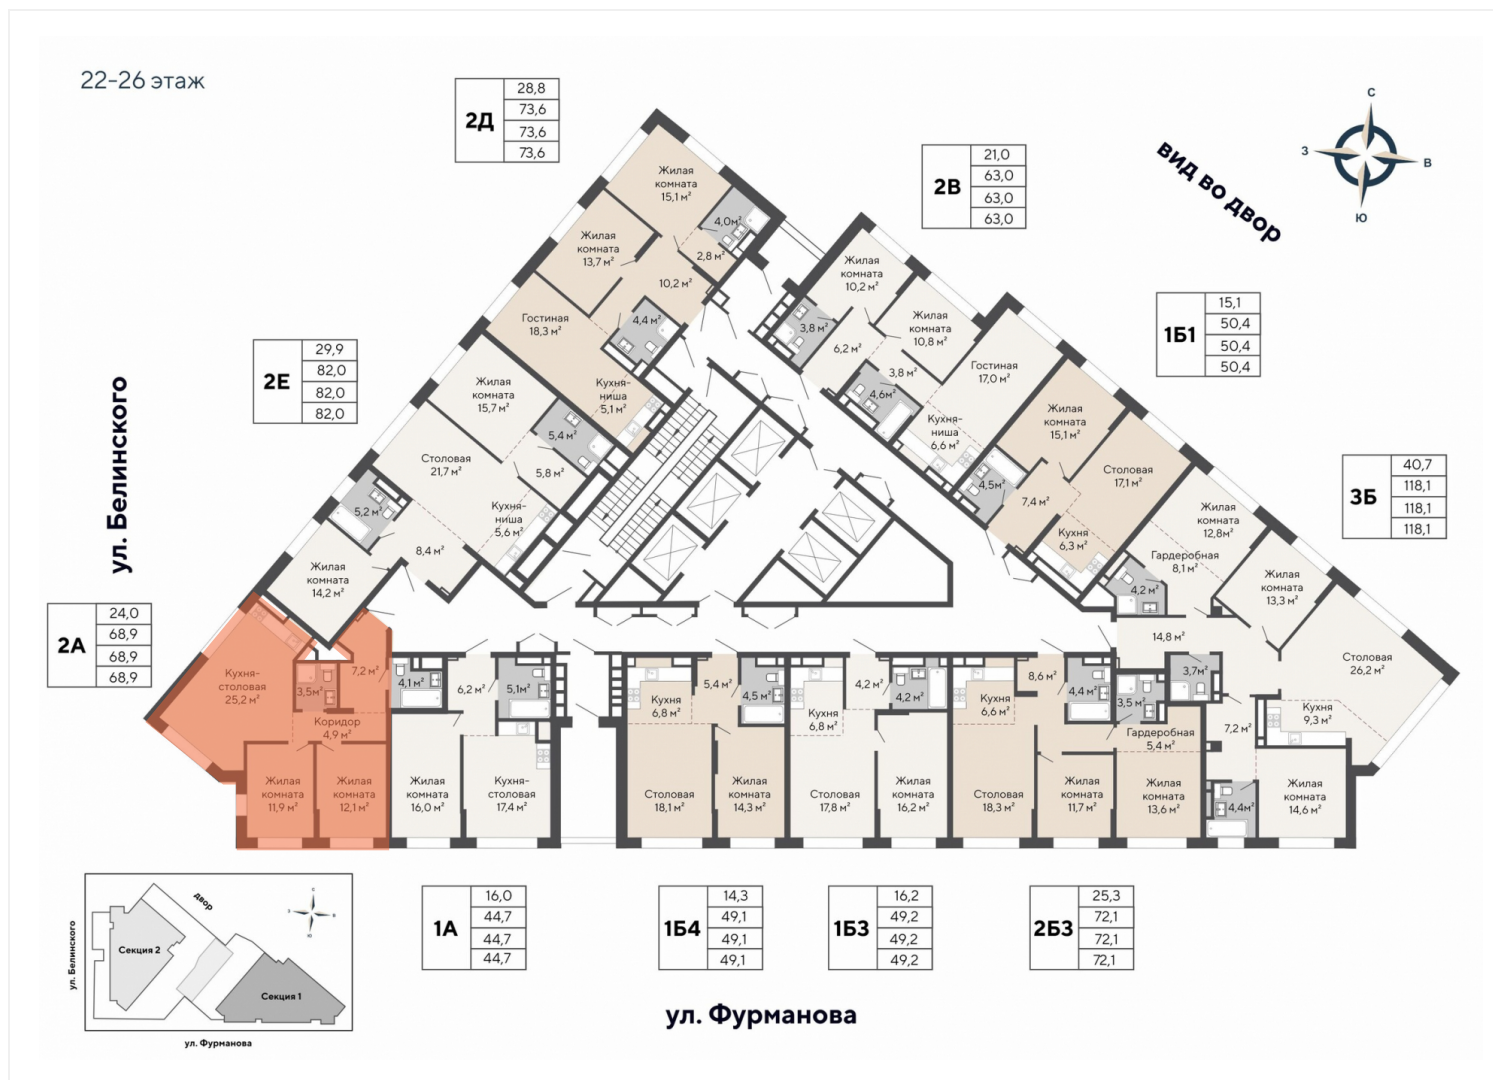 22-26 этаж
2Д
28,8
73,6
73,6
73,6
2В
21,0
63,0
63,0
63,0
вид во двор
С
З
В
Ю
1Б1
15,1
50,4
50,4
50,4
2Е
29,9
82,0
82,0
82,0
3Б
40,7
118,1
118,1
118,1
2А
24,0
68,9
68,9
68,9
ул. Белинского
Жилая
комната
15,1 м²
4,0м²
2,8 м²
Жилая
комната
13,7 м²
10,2 м²
Гостиная
18,3 м²
4,4 м²
Кухня-
ниша
5,1 м²
Жилая
комната
15,7 м²
5,4 м²
5,8 м²
Столовая
21,7 м²
Кухня-
ниша
5,6 м²
5,2 м²
8,4 м²
Жилая
комната
14,2 м²
Жилая
комната
10,2 м²
3,8 м²
6,2 м²
Жилая
комната
10,8 м²
3,8 м²
4,6м²
Гостиная
17,0 м²
Кухня-
ниша
6,6 м²
Жилая
комната
15,1 м²
4,5м²
7,4 м²
Столовая
17,1 м²
Кухня
6,3 м²
Жилая
комната
12,8м²
Гардеробная
8,1 м²
4,2 м²
Жилая
комната
13,3 м²
14,8 м²
Столовая
26,2 м²
3,7м²
3,5 м²
7,2 м²
Кухня
9,3 м²
Гардеробная
5,4 м²
Жилая
комната
13,6 м²
4,4м²
Жилая
комната
14,6 м²
Кухня-
столовая
25,2 м²
7,2 м²
3,5м²
Коридор
4,9 м²
Жилая
комната
11,9 м²
Жилая
комната
12,1 м²
4,1 м²
6,2 м²
5,1м²
Жилая
комната
16,0 м²
Кухня-
столовая
17,4 м²
Кухня
6,8 м²
5,4 м²
4,5 м²
Столовая
18,1 м²
Жилая
комната
14,3 м²
Кухня
6,8 м²
4,2 м²
4,2 м²
Столовая
17,8 м²
Жилая
комната
16,2 м²
Кухня
6,6 м²
8,6 м²
4,4 м²
Столовая
18,3 м²
Жилая
комната
11,7 м²
1А
16,0
44,7
44,7
44,7
1Б4
14,3
49,1
49,1
49,1
1Б3
16,2
49,2
49,2
49,2
2Б3
25,3
72,1
72,1
72,1
ул. Фурманова
двор
ул. Белинского
Секция 2
Секция 1
С
З
В
Ю
ул. Фурманова